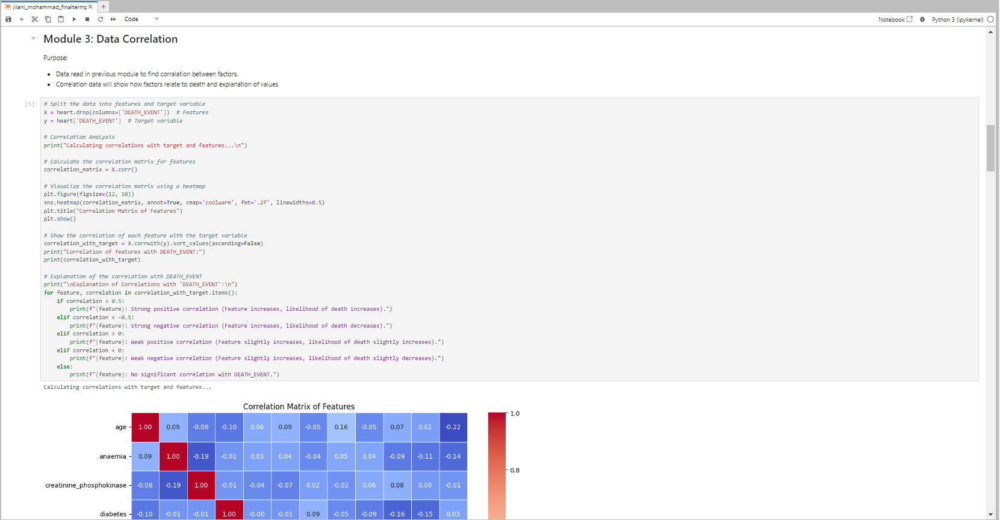 jilani_mohammad_finaltermp
Code
Notebook
Python 3 (ipykernel)
Module 3: Data Correlation
Purpose:
• Data read in previous module to find corralation between factors.
• Correlation data will show how factors relate to death and explanation of values
[5]:
# Split the data into features and target variable
X = heart.drop(columns=['DEATH_EVENT'])  # Features
y = heart['DEATH_EVENT']  # Target variable
# Correlation Analysis
print("Calculating correlations with target and features...\n")
# Calculate the correlation matrix for features
correlation_matrix = X.corr()
# Visualize the correlation matrix using a heatmap
plt.figure(figsize=(12, 10))
sns.heatmap(correlation_matrix, annot=True, cmap='coolwarm', fmt='.2f', linewidths=0.5)
plt.title("Correlation Matrix of Features")
plt.show()
# Show the correlation of each feature with the target variable
correlation_with_target = X.corrwith(y).sort_values(ascending=False)
print("Correlation of features with DEATH_EVENT:")
print(correlation_with_target)
# Explanation of the correlation with DEATH_EVENT
print("\nExplanation of Correlations with 'DEATH_EVENT':\n")
for feature, correlation in correlation_with_target.items():
    if correlation > 0.5:
        print(f"{feature}: Strong positive correlation (Feature increases, likelihood of death increases).")
    elif correlation < -0.5:
        print(f"{feature}: Strong negative correlation (Feature increases, likelihood of death decreases).")
    elif correlation > 0:
        print(f"{feature}: Weak positive correlation (Feature slightly increases, likelihood of death slightly increases).")
    elif correlation < 0:
        print(f"{feature}: Weak negative correlation (Feature slightly increases, likelihood of death slightly decreases).")
    else:
        print(f"{feature}: No significant correlation with DEATH_EVENT.")
Calculating correlations with target and features...
Correlation Matrix of Features
age 1.00 0.09 -0.08 -0.10 0.06 0.09 -0.05 0.16 -0.05 0.07 0.02 -0.22
1.0
anaemia 0.09 1.00 -0.19 -0.01 0.03 0.04 -0.04 0.05 0.04 -0.09 -0.11 -0.14
0.8
creatinine_phosphokinase -0.08 -0.19 1.00 -0.01 -0.04 -0.07 0.02 -0.02 0.06 0.08 0.00 -0.01
diabetes -0.10 -0.01 -0.01 1.00 -0.00 -0.01 0.09 -0.05 -0.09 -0.16 -0.15 0.03